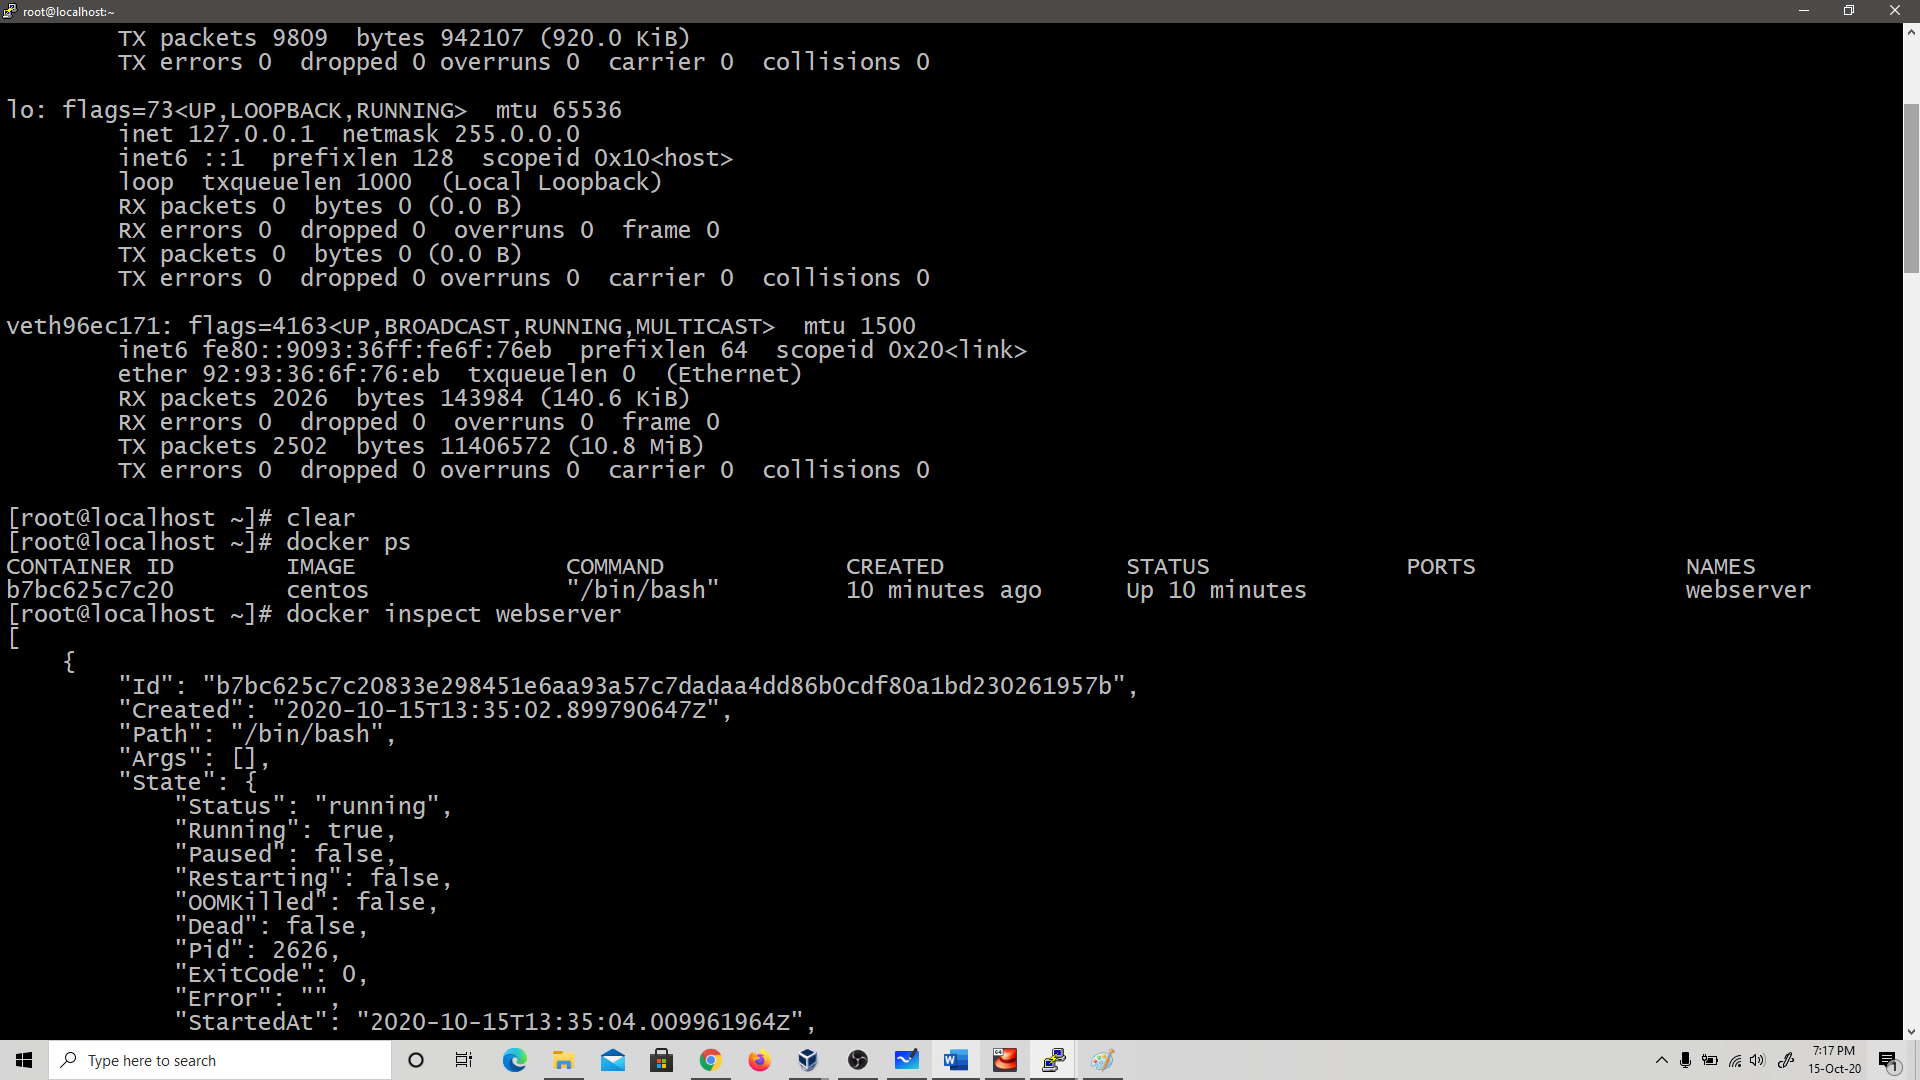 root@localhost:~
TX packets 9809  bytes 942107 (920.0 KiB)
TX errors 0  dropped 0 overruns 0  carrier 0  collisions 0
lo: flags=73<UP,LOOPBACK,RUNNING>  mtu 65536
inet 127.0.0.1  netmask 255.0.0.0
inet6 ::1  prefixlen 128  scopeid 0x10<host>
loop  txqueuelen 1000  (Local Loopback)
RX packets 0  bytes 0 (0.0 B)
RX errors 0  dropped 0  overruns 0  frame 0
TX packets 0  bytes 0 (0.0 B)
TX errors 0  dropped 0 overruns 0  carrier 0  collisions 0
veth96ec171: flags=4163<UP,BROADCAST,RUNNING,MULTICAST>  mtu 1500
inet6 fe80::9093:36ff:fe6f:76eb  prefixlen 64  scopeid 0x20<link>
ether 92:93:36:6f:76:eb  txqueuelen 0  (Ethernet)
RX packets 2026  bytes 143984 (140.6 KiB)
RX errors 0  dropped 0  overruns 0  frame 0
TX packets 2502  bytes 11406572 (10.8 MiB)
TX errors 0  dropped 0 overruns 0  carrier 0  collisions 0
[root@localhost ~]# clear
[root@localhost ~]# docker ps
CONTAINER ID        IMAGE               COMMAND             CREATED             STATUS              PORTS               NAMES
b7bc625c7c20        centos              "/bin/bash"         10 minutes ago      Up 10 minutes                           webserver
[root@localhost ~]# docker inspect webserver
[
{
"Id": "b7bc625c7c20833e298451e6aa93a57c7dadaa4dd86b0cdf80a1bd230261957b",
"Created": "2020-10-15T13:35:02.899790647Z",
"Path": "/bin/bash",
"Args": [],
"State": {
"Status": "running",
"Running": true,
"Paused": false,
"Restarting": false,
"OOMKilled": false,
"Dead": false,
"Pid": 2626,
"ExitCode": 0,
"Error": "",
"StartedAt": "2020-10-15T13:35:04.009961964Z",
Type here to search
7:17 PM
15-Oct-20
1